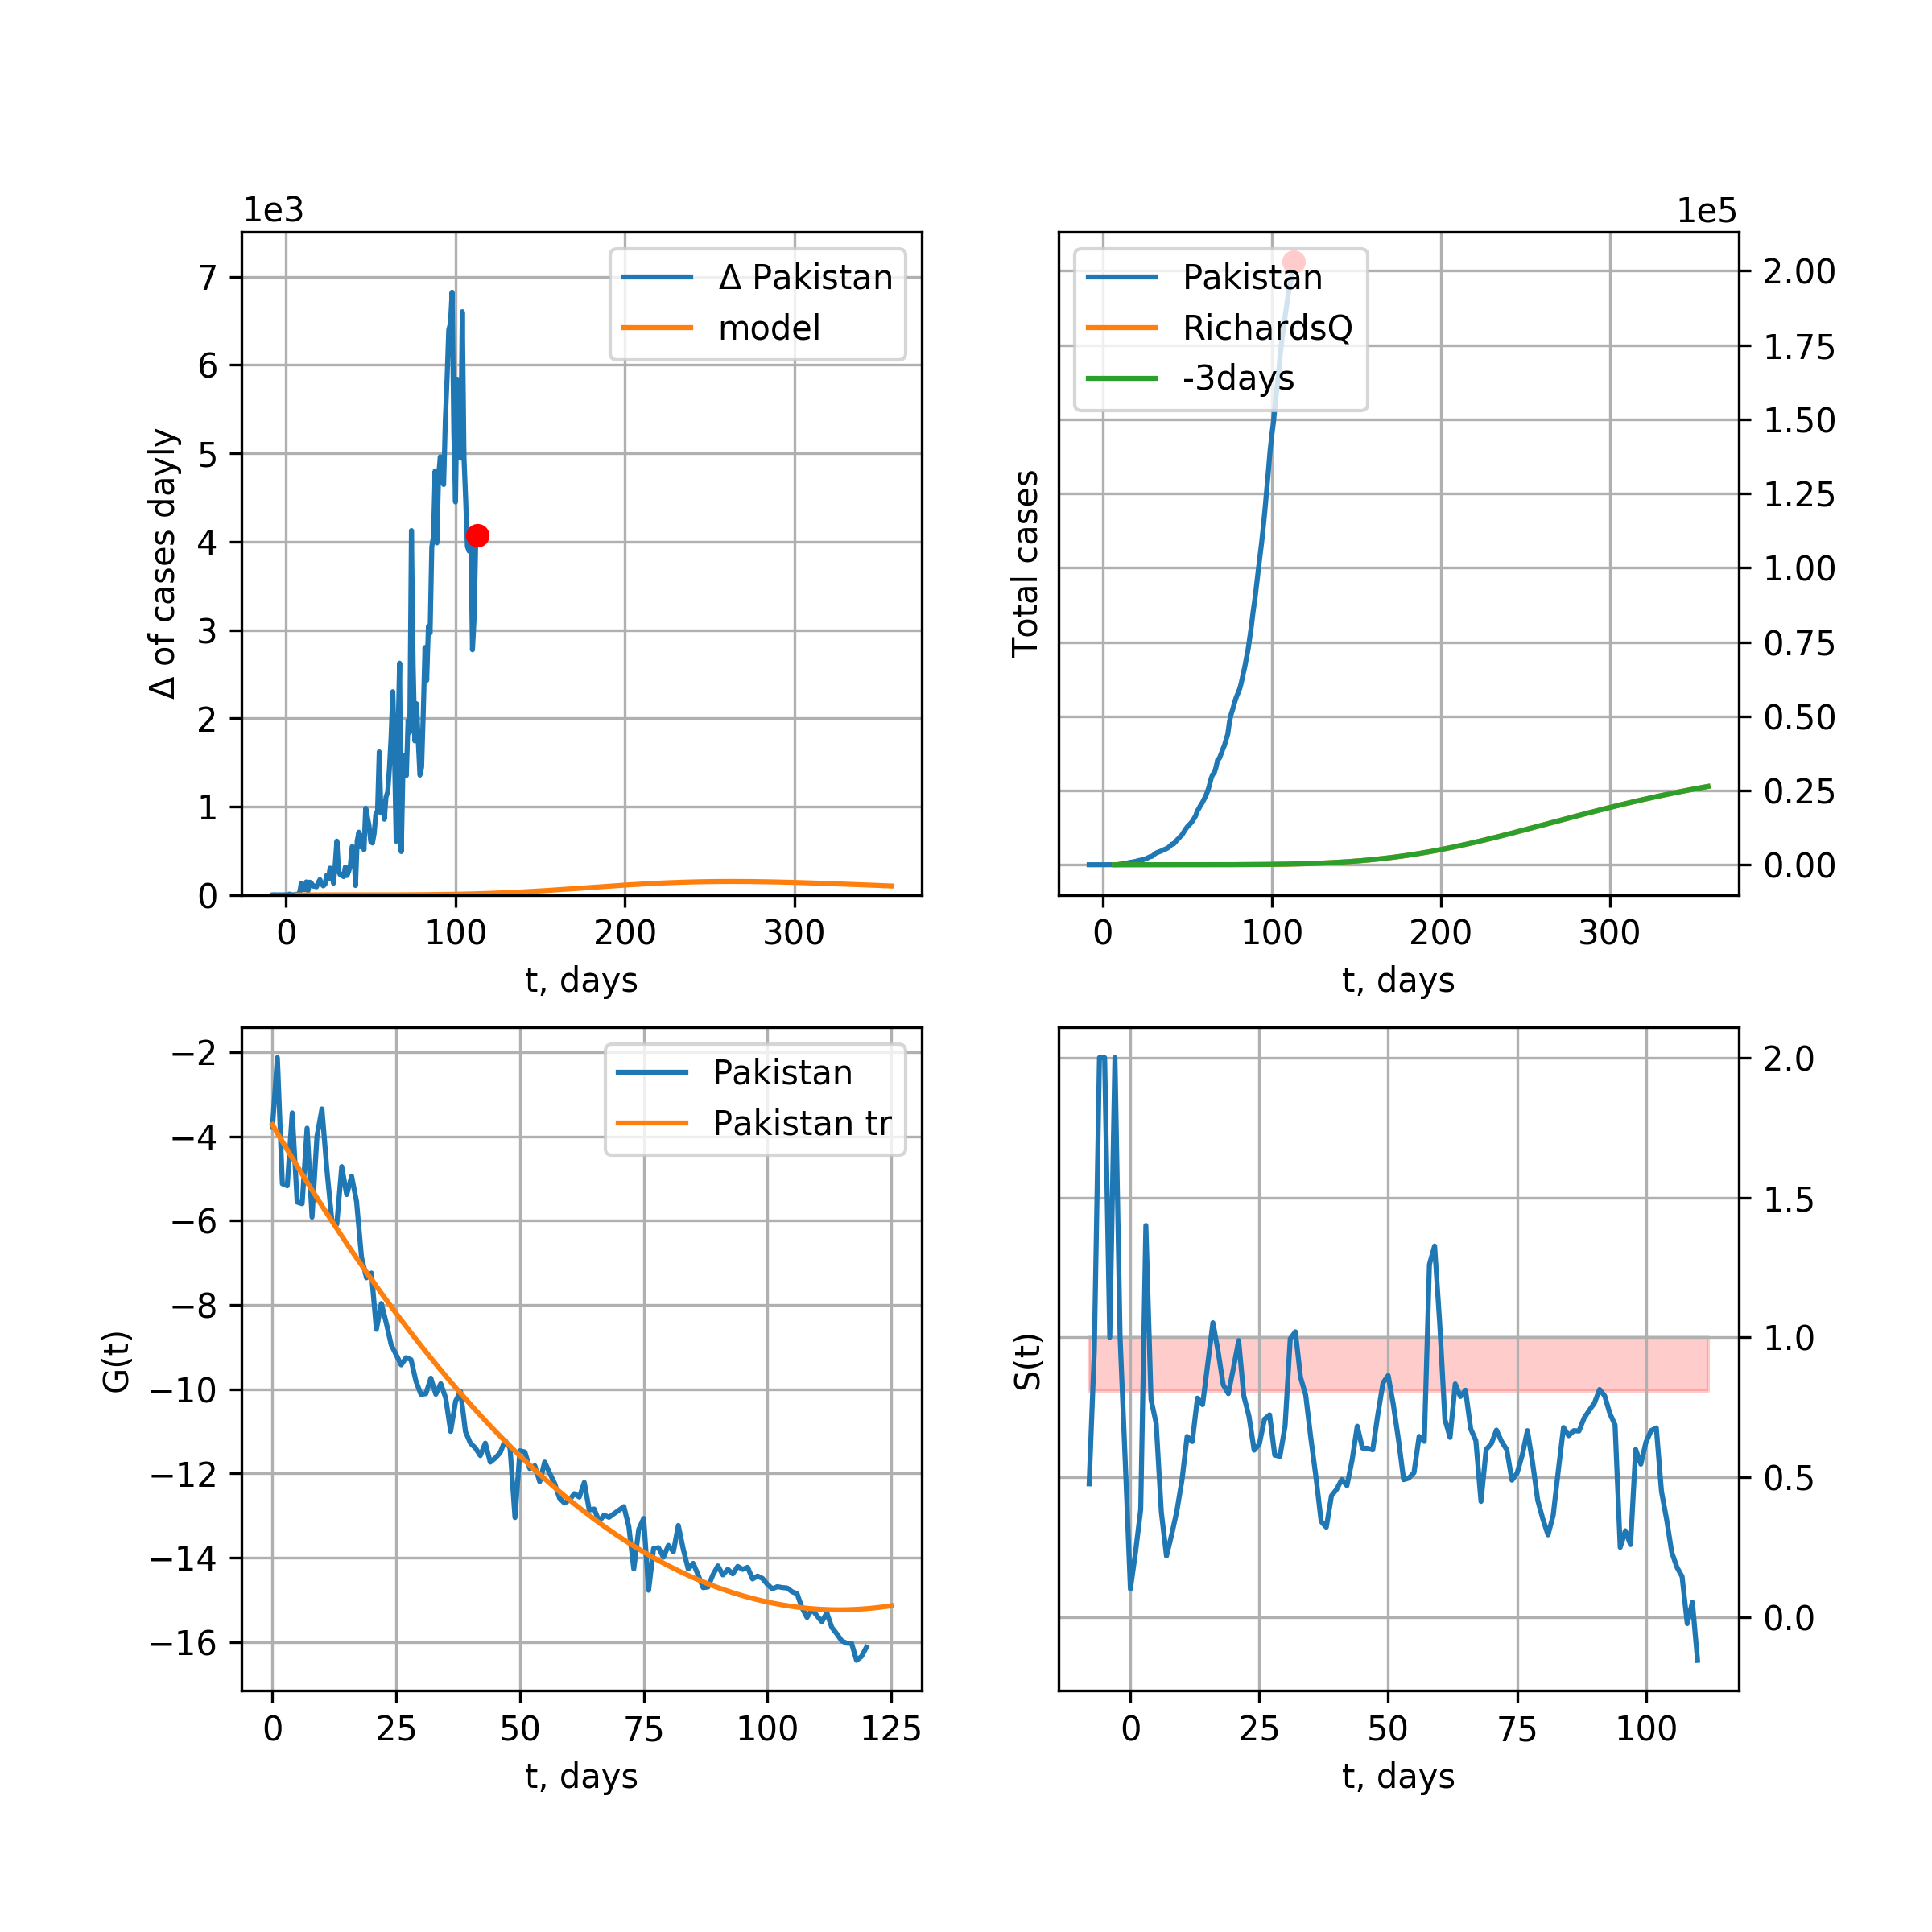 1e3
Δ of cases dayly
7
6
5
4
3
2
1
0
Δ Pakistan
model
0 100 200 300
t, days
1e5
Total cases
Pakistan
RichardsQ
-3days
2.00
1.75
1.50
1.25
1.00
0.75
0.50
0.25
0.00
0 100 200 300
t, days
G(t)
−2
−4
−6
−8
−10
−12
−14
−16
Pakistan
Pakistan tr
0 25 50 75 100 125
t, days
S(t)
2.0
1.5
1.0
0.5
0.0
0 25 50 75 100
t, days